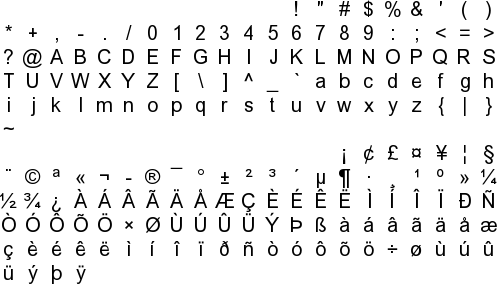 ! " # $ % & ' ( )
* + , - . / 0 1 2 3 4 5 6 7 8 9 : ; < = >
? @ A B C D E F G H I J K L M N O P Q R S
T U V W X Y Z [ \ ] ^ _ ` a b c d e f g h
i j k l m n o p q r s t u v w x y z { | }
~
¡ ¢ £ ¤ ¥ ¦ §
¨ © ª « ¬ - ® ¯ ° ± ² ³ ´ µ ¶ · ¸ ¹ º » ¼
½ ¾ ¿ À Á Â Ã Ä Å Æ Ç È É Ê Ë Ì Í Î Ï Ð Ñ
Ò Ó Ô Õ Ö × Ø Ù Ú Û Ü Ý Þ ß à á â ã ä å æ
ç è é ê ë ì í î ï ð ñ ò ó ô õ ö ÷ ø ù ú û
ü ý þ ÿ